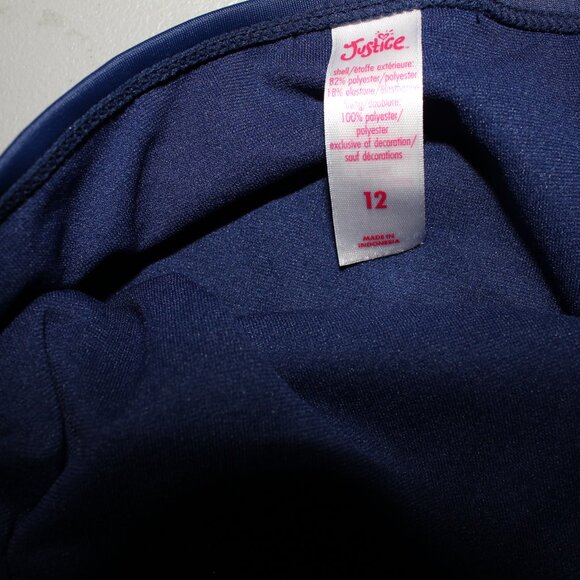 Justice
shell/étoffe extérieure:
82% polyester/polyester
18% elastane/élasthanne
lining/doublure:
100% polyester/
polyester
exclusive of decoration/
sauf décorations
12
MADE IN
INDONESIA